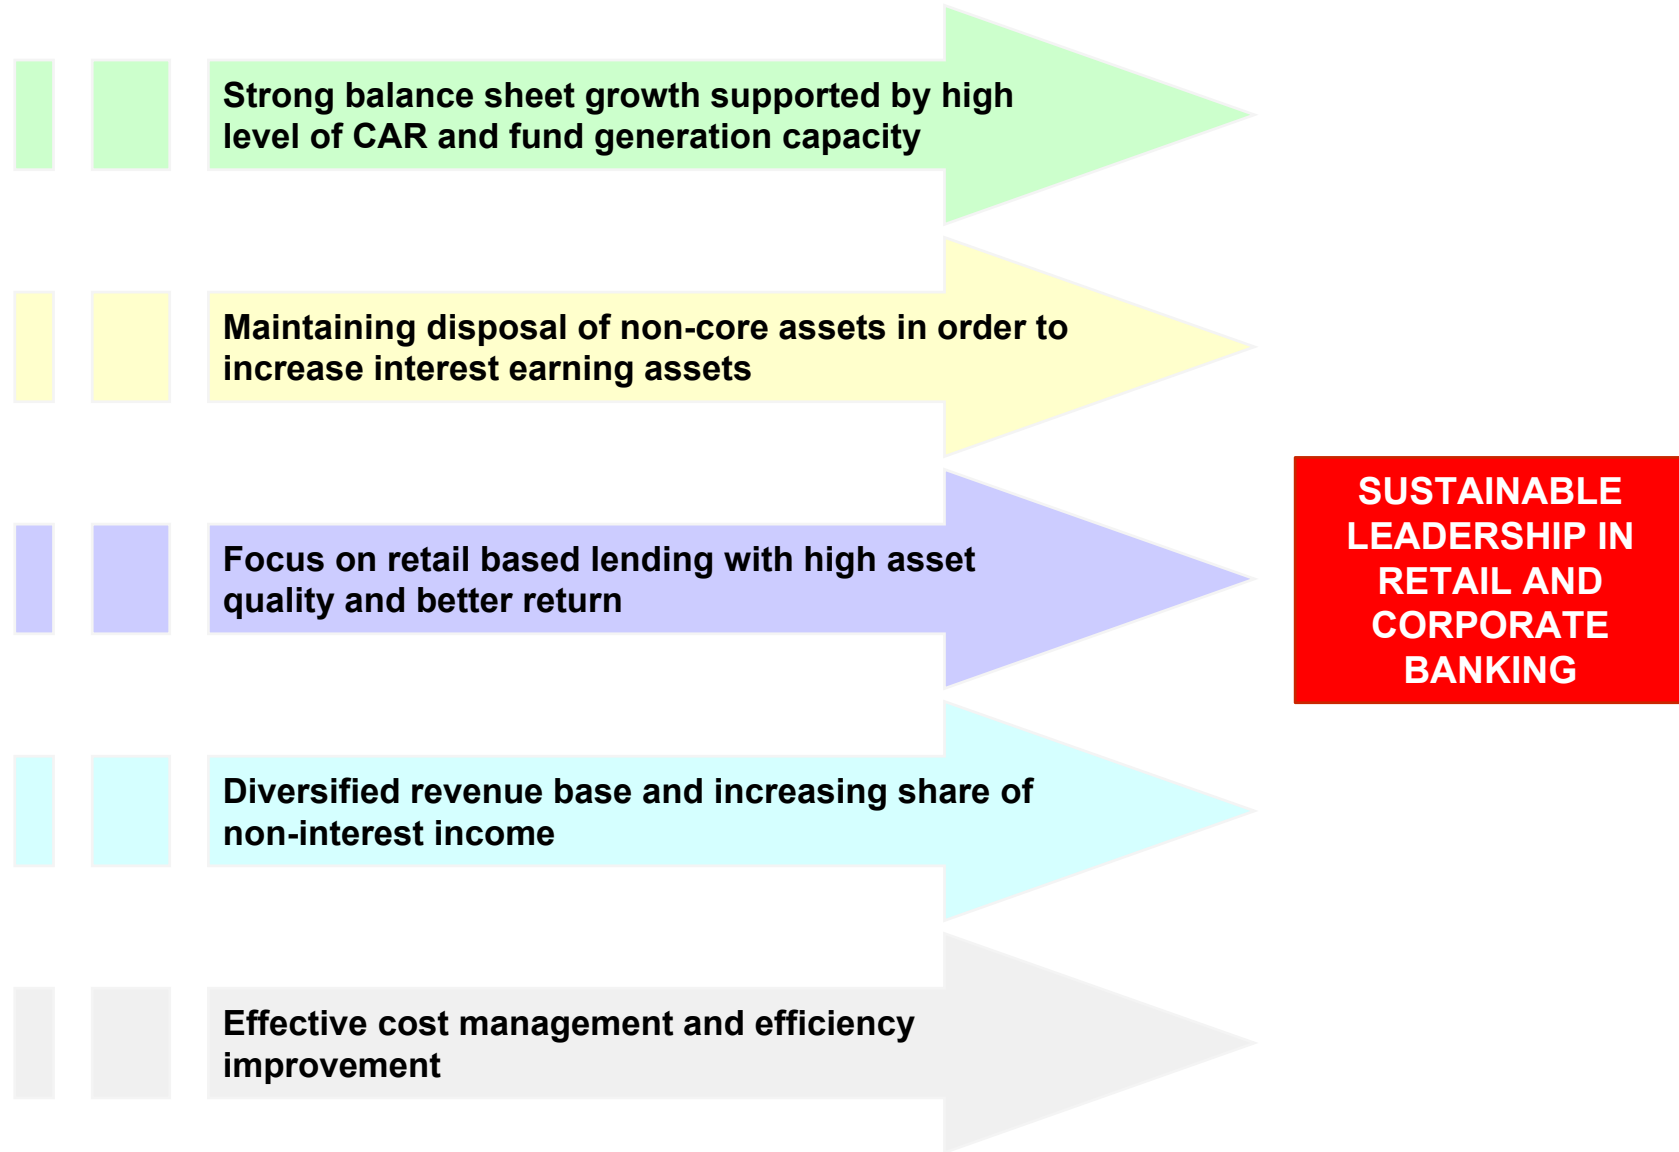 Strong balance sheet growth supported by high
level of CAR and fund generation capacity
Maintaining disposal of non-core assets in order to
increase interest earning assets
Focus on retail based lending with high asset
quality and better return
Diversified revenue base and increasing share of
non-interest income
Effective cost management and efficiency
improvement
SUSTAINABLE
LEADERSHIP IN
RETAIL AND
CORPORATE
BANKING